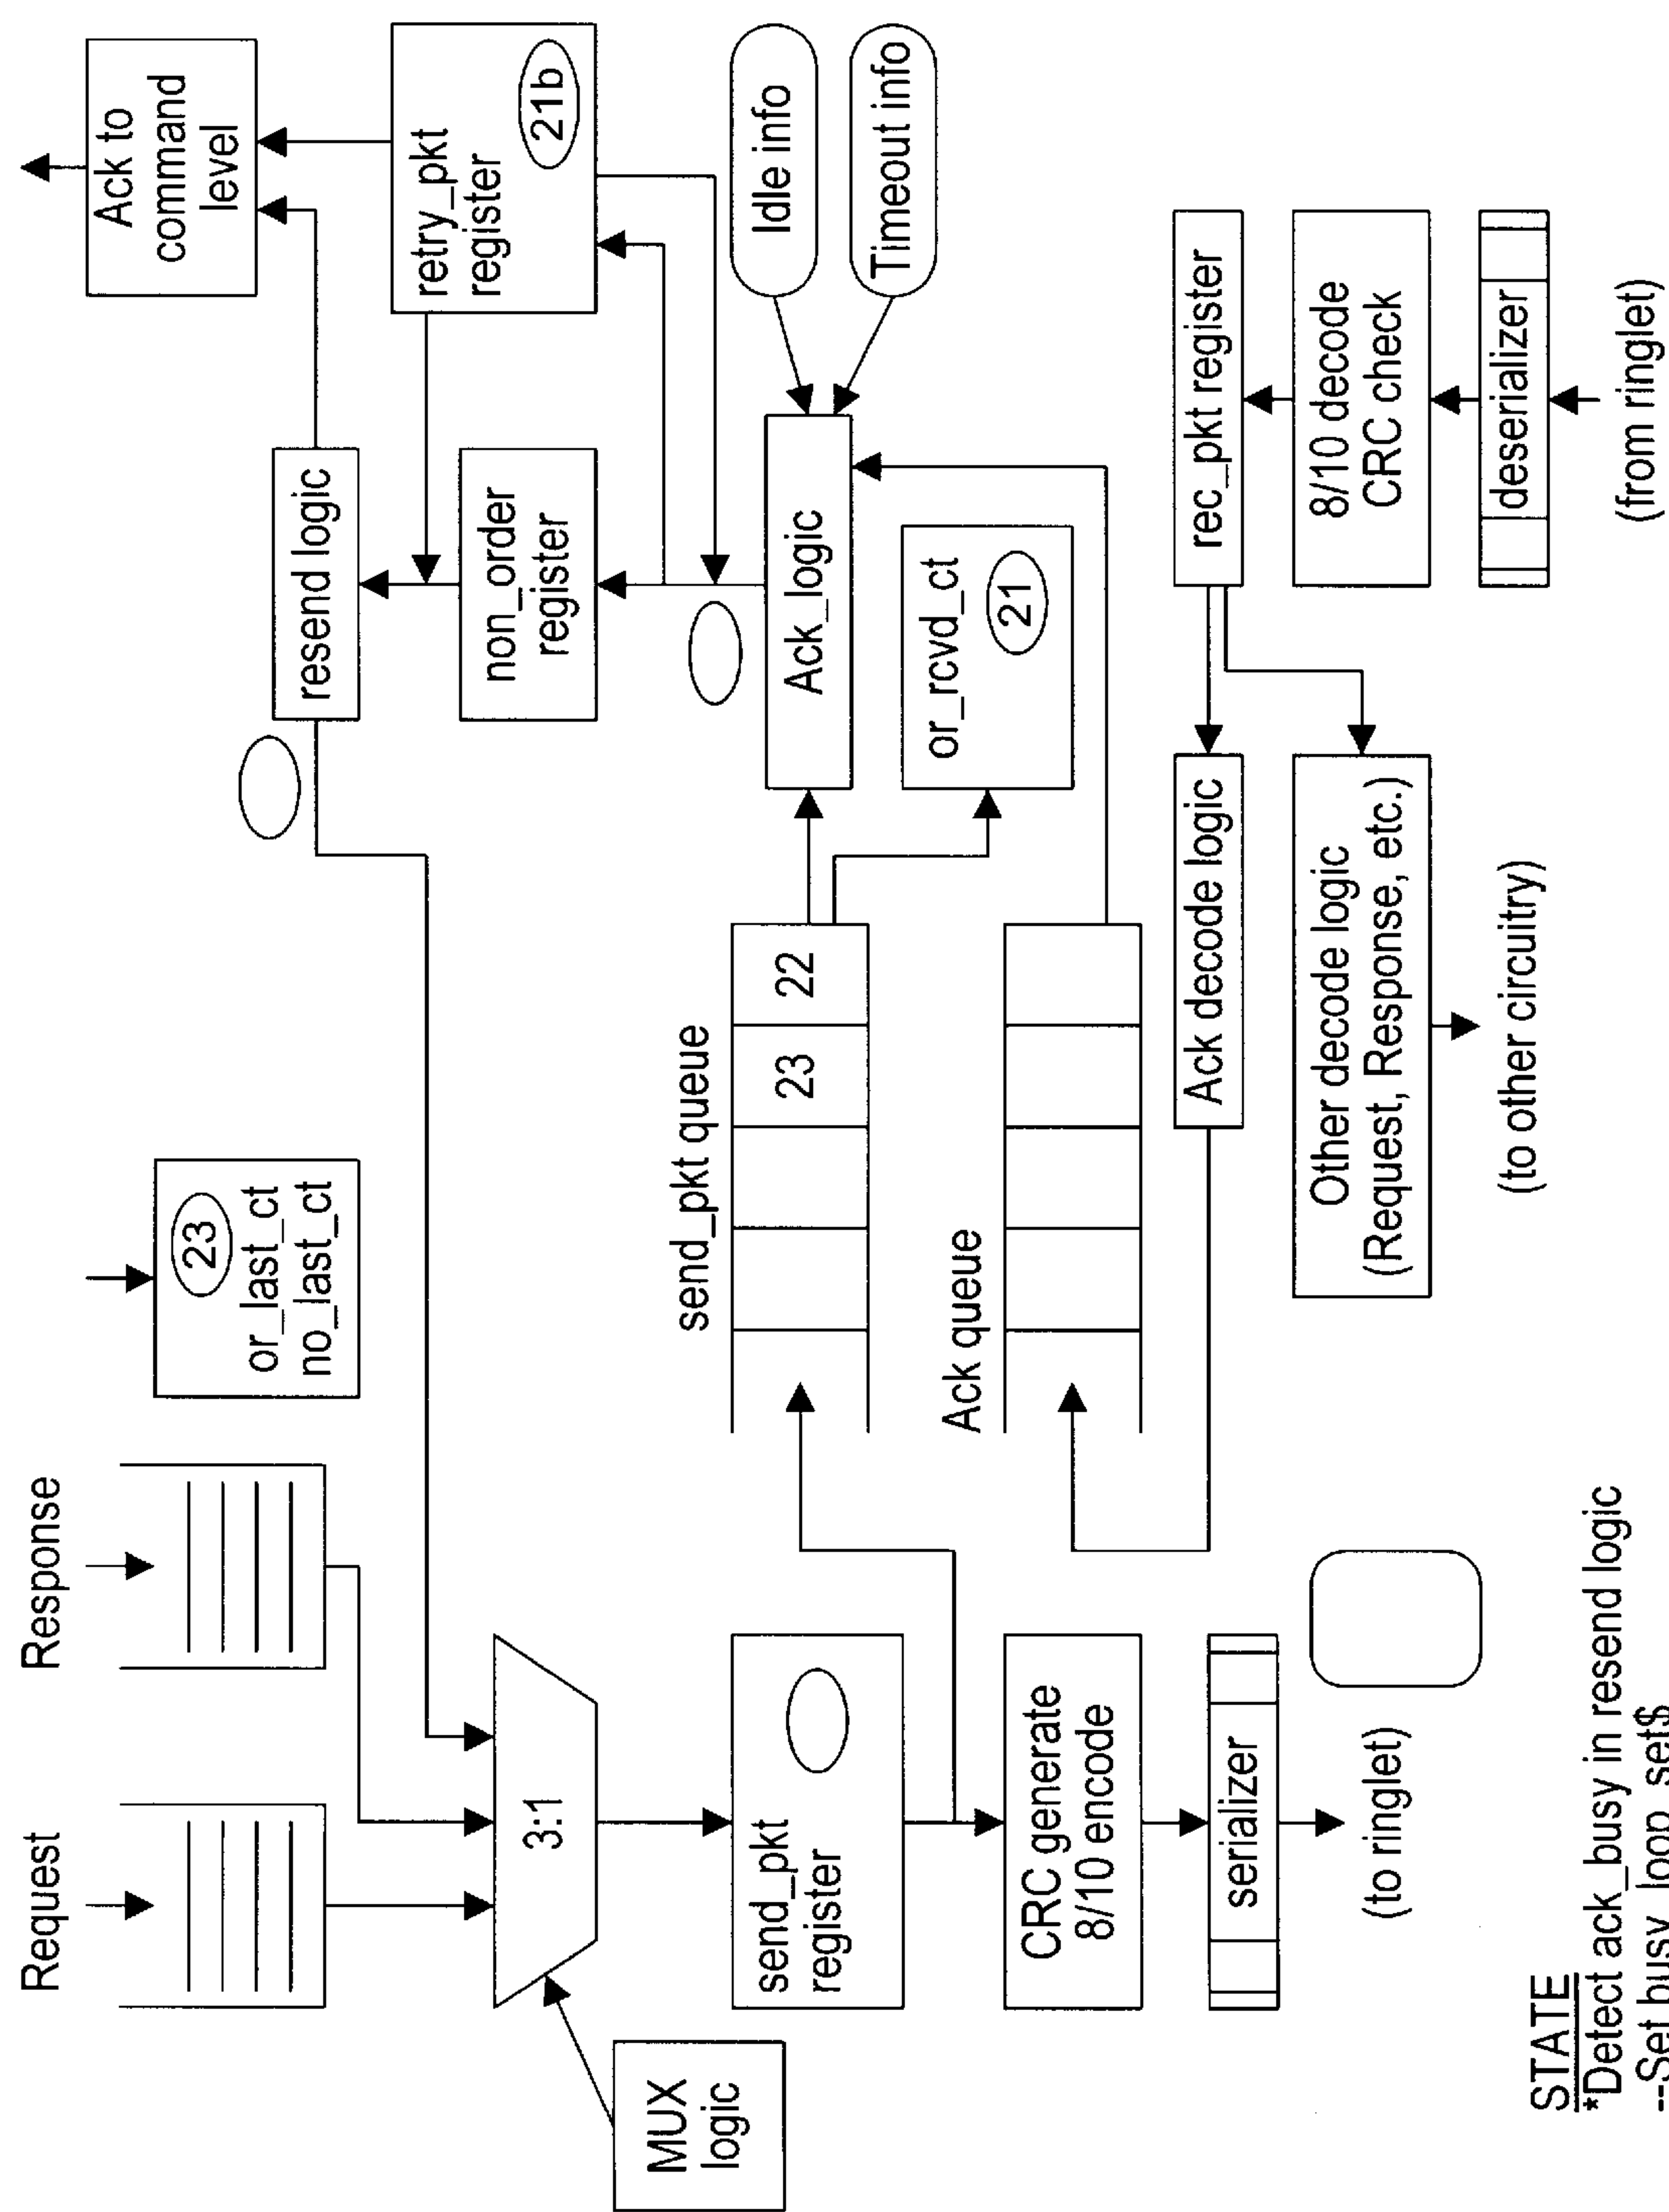 Request
Response
23
or_last_ct
no_last_ct
Ack to
command
level
resend logic
retry_pkt
register
21b
non_order
register
MUX
logic
3:1
send_pkt
register
send_pkt queue
23
22
Ack_logic
Idle info
Timeout info
or_rcvd_ct
21
Ack queue
CRC generate
8/10 encode
serializer
(to ringlet)
Ack decode logic
rec_pkt register
Other decode logic
(Request, Response, etc.)
(to other circuitry)
8/10 decode
CRC check
deserializer
(from ringlet)
STATE
*Detect ack_busy in resend logic
--Set busy_loop_set$